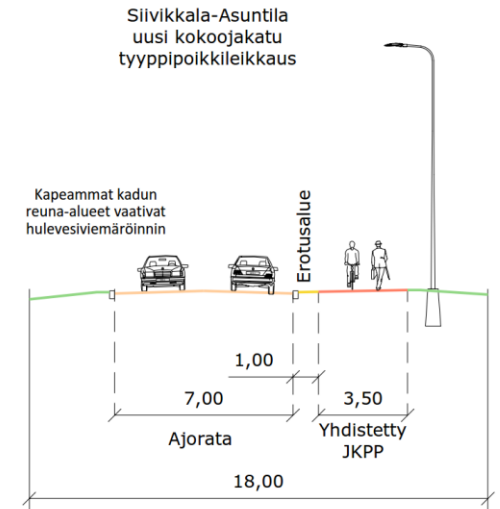 Siivikkala-Asuntila
uusi kokoojakatu
tyyppipoikkileikkaus
Kapeammat kadun
reuna-alueet vaativat
hulevesiviemäröinnin
Erotusalue
1,00
7,00
3,50
Ajorata
Yhdistetty
JKPP
18,00